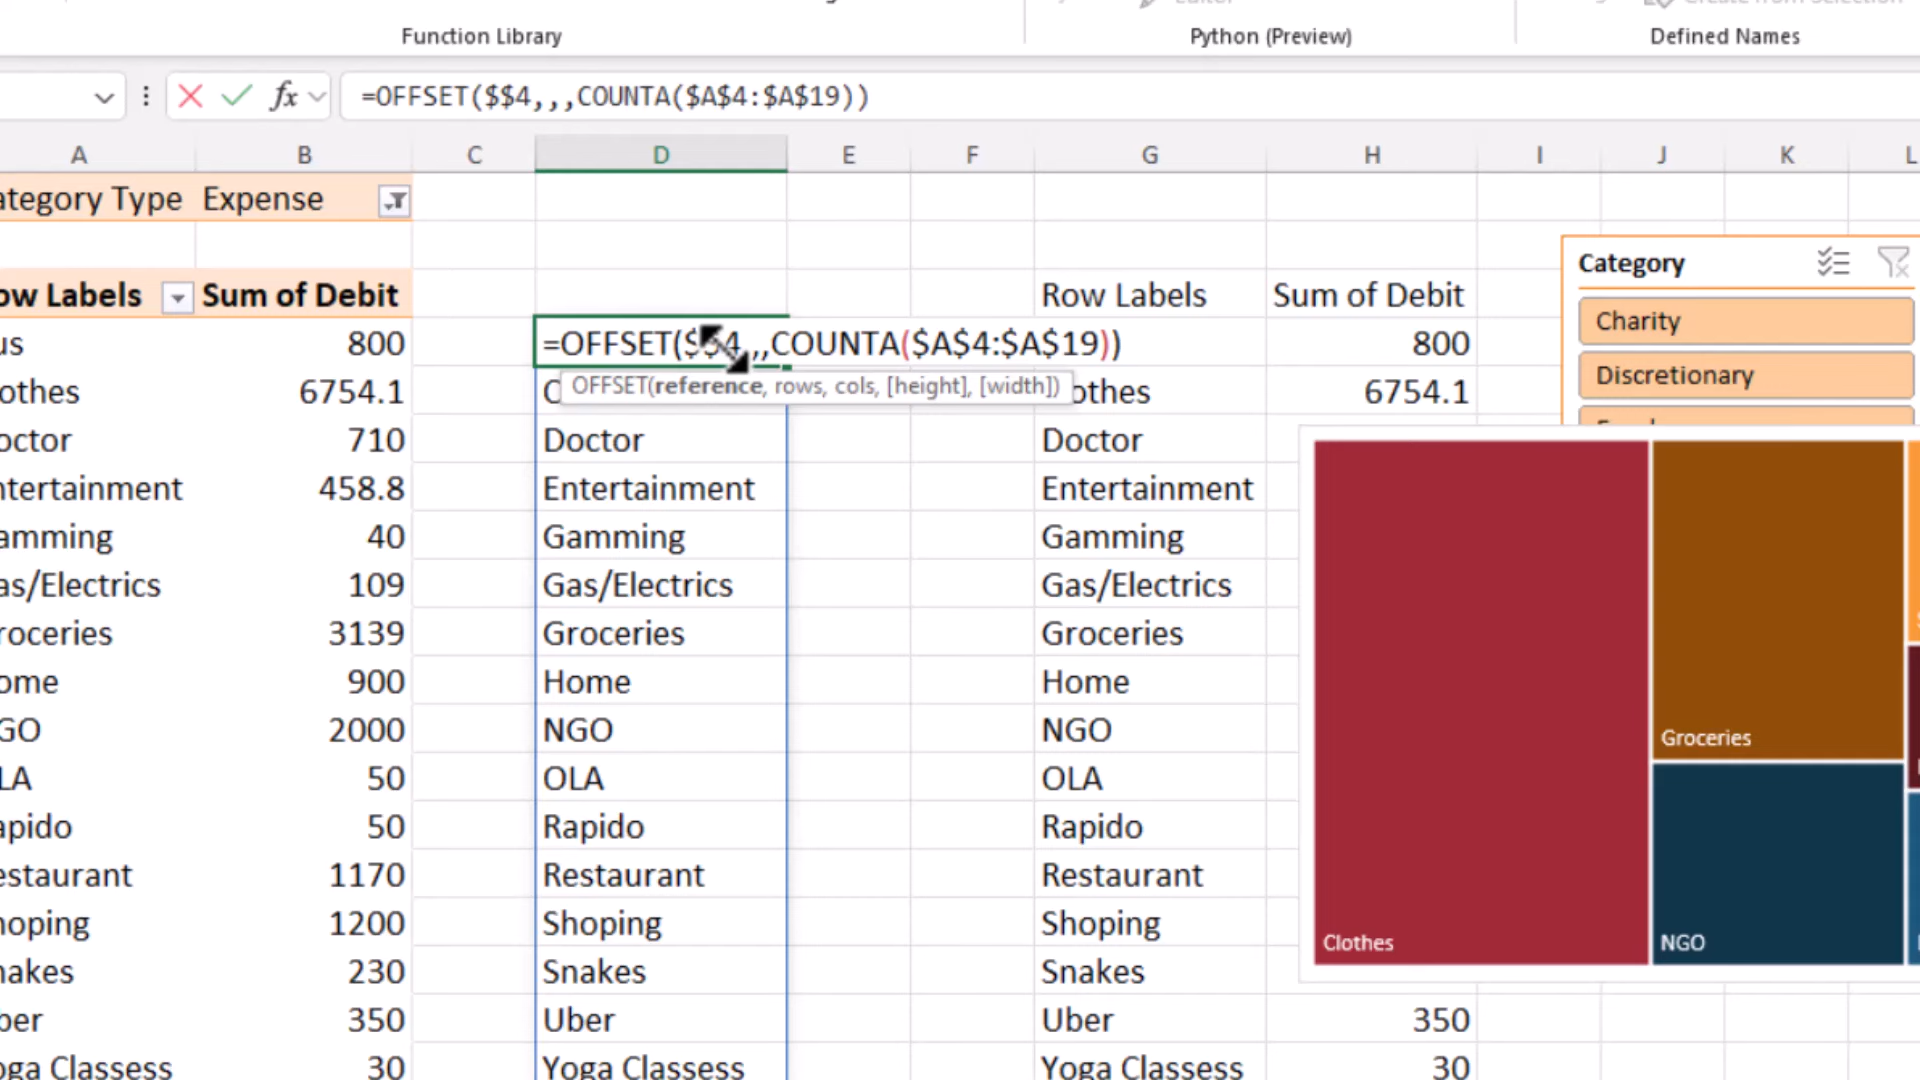 Function Library Python (Preview) Defined Names
fx =OFFSET($$4,,,COUNTA($A$4:$A$19))
A B C D E F G H I J K L
ategory Type Expense
ow Labels Sum of Debit Row Labels Sum of Debit
us 800 =OFFSET($$4,,,COUNTA($A$4:$A$19)) 800
OFFSET(reference, rows, cols, [height], [width])
othes 6754.1 C othes 6754.1
octor 710 Doctor Doctor
ntertainment 458.8 Entertainment Entertainment
amming 40 Gamming Gamming
as/Electrics 109 Gas/Electrics Gas/Electrics
roceries 3139 Groceries Groceries
ome 900 Home Home
GO 2000 NGO NGO
LA 50 OLA OLA
apido 50 Rapido Rapido
estaurant 1170 Restaurant Restaurant
hoping 1200 Shoping Shoping
nakes 230 Snakes Snakes
ber 350 Uber Uber 350
oga Classess 30 Yoga Classess Yoga Classess 30
Category
Charity
Discretionary
Groceries
Clothes
NGO